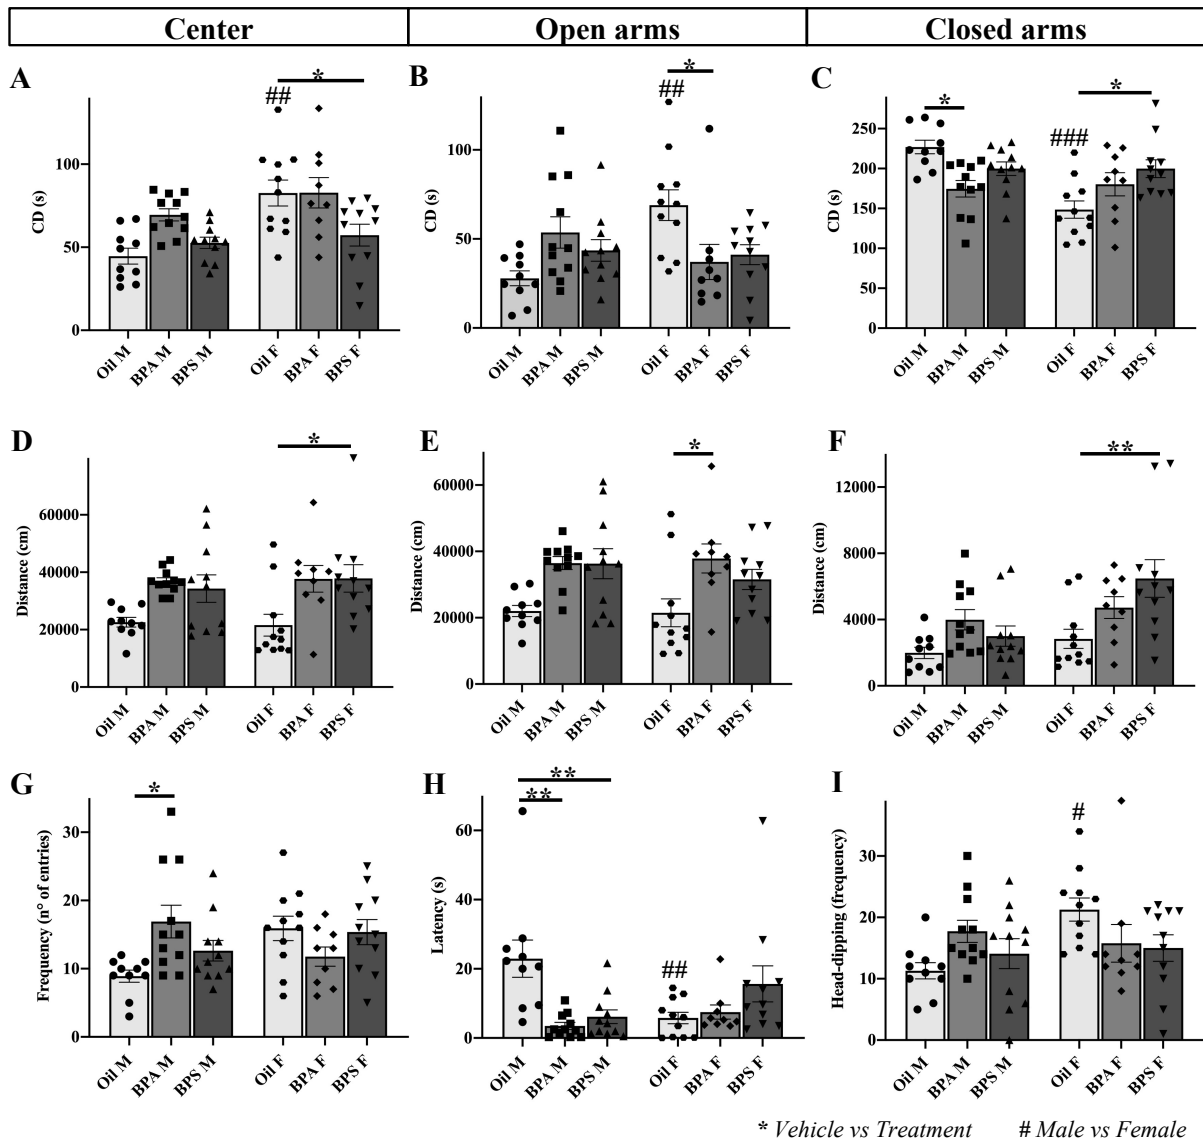 Center Open arms Closed arms
A B C
## * ## * * ### *
CD (s) CD (s) CD (s)
100 50 0
100 50 0
250 200 150 100 50 0
Oil M BPA M BPS M Oil F BPA F BPS F
Oil M BPA M BPS M Oil F BPA F BPS F
Oil M BPA M BPS M Oil F BPA F BPS F
D E F
* * **
Distance (cm) Distance (cm) Distance (cm)
60000 40000 20000 0
60000 40000 20000 0
12000 8000 4000 0
Oil M BPA M BPS M Oil F BPA F BPS F
Oil M BPA M BPS M Oil F BPA F BPS F
Oil M BPA M BPS M Oil F BPA F BPS F
G H I
* ** ** ## #
Frequency (n° of entries) Latency (s) Head-dipping (frequency)
30 20 10 0
60 40 20 0
30 20 10 0
Oil M BPA M BPS M Oil F BPA F BPS F
Oil M BPA M BPS M Oil F BPA F BPS F
Oil M BPA M BPS M Oil F BPA F BPS F
* Vehicle vs Treatment # Male vs Female